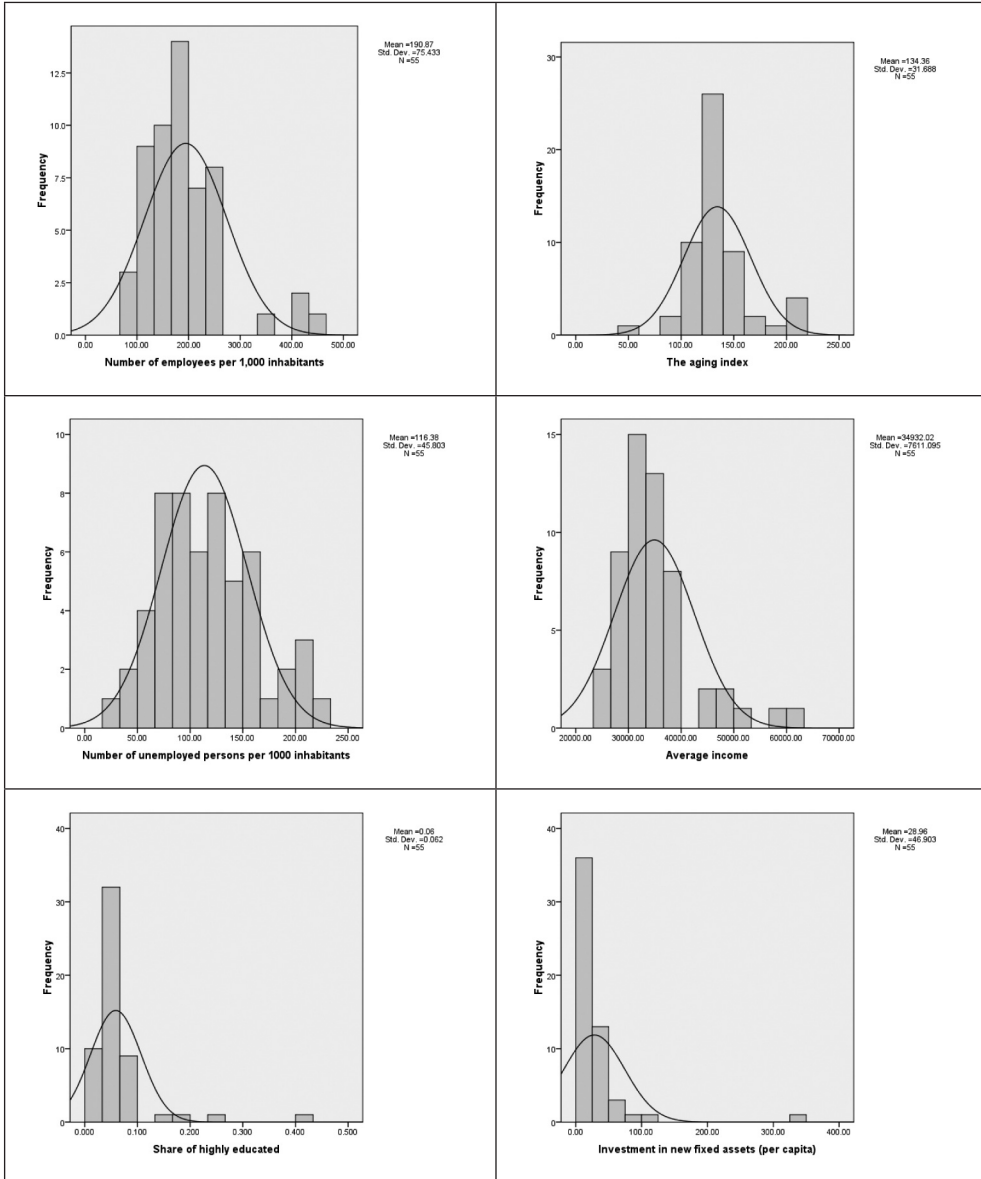 Mean =190.87
Std. Dev. =75.433
N =55
12.5
10.0
7.5
5.0
2.5
0.0
Frequency
0.00 100.00 200.00 300.00 400.00 500.00
Number of employees per 1,000 inhabitants
Mean =134.36
Std. Dev. =31.688
N =55
30
20
10
0
Frequency
0.00 50.00 100.00 150.00 200.00 250.00
The aging index
Mean =116.38
Std. Dev. =45.803
N =55
10
8
6
4
2
0
Frequency
0.00 50.00 100.00 150.00 200.00 250.00
Number of unemployed persons per 1000 inhabitants
Mean =34932.02
Std. Dev. =7611.095
N =55
15
10
5
0
Frequency
20000.00 30000.00 40000.00 50000.00 60000.00 70000.00
Average income
Mean =0.06
Std. Dev. =0.062
N =55
40
30
20
10
0
Frequency
0.000 0.100 0.200 0.300 0.400 0.500
Share of highly educated
Mean =28.96
Std. Dev. =46.903
N =55
40
30
20
10
0
Frequency
0.00 100.00 200.00 300.00 400.00
Investment in new fixed assets (per capita)